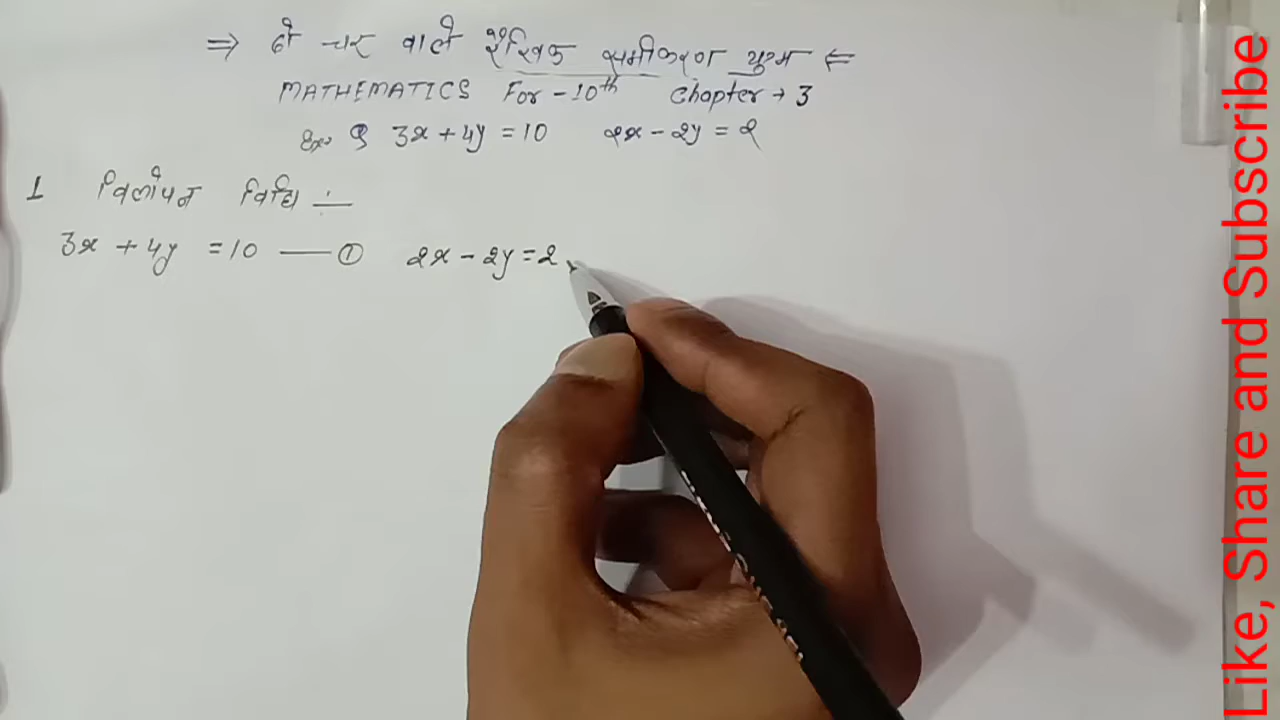 ⇒ दो चर वाले रैखिक समीकरण युग्म ⇐
MATHEMATICS For - 10th Chapter → 3
3x + 4y = 10 2x - 2y = 2
1 विलोपन विधि :-
3x + 4y = 10 —— ① 2x - 2y = 2
Like, Share and Subscribe